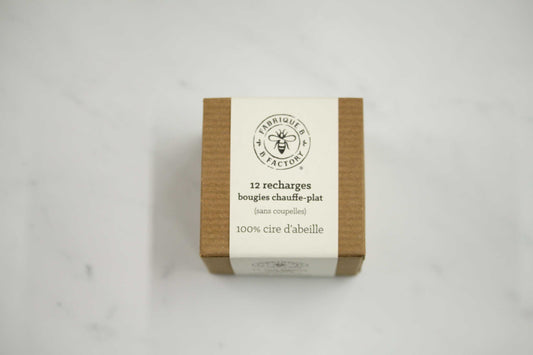 FABRIQUE B
B FACTORY
12 recharges
bougies chauffe-plat
(sans coupelles)
100% cire d'abeille